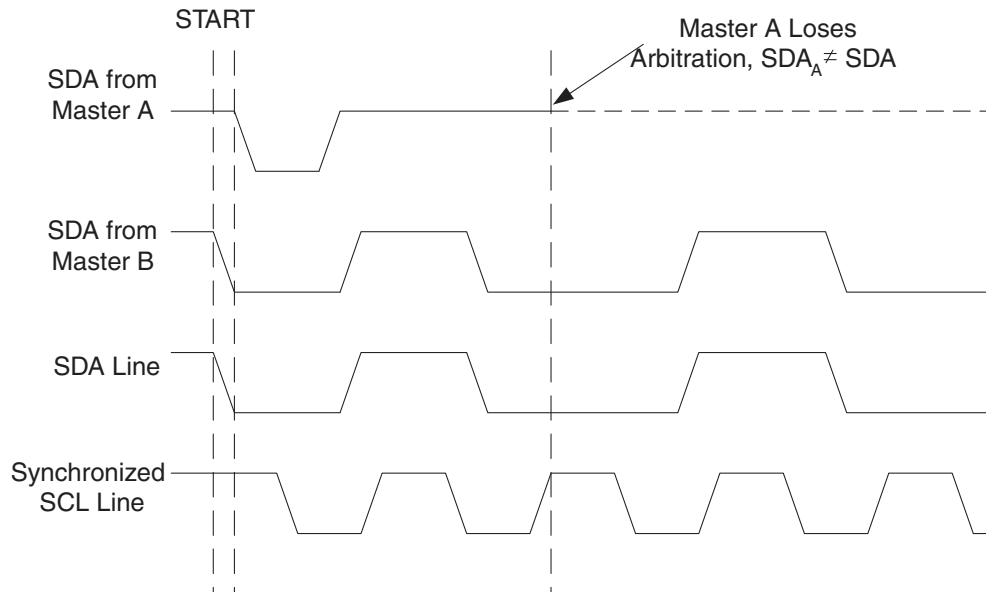 START
Master A Loses
Arbitration, SDA_A ≠ SDA
SDA from
Master A
SDA from
Master B
SDA Line
Synchronized
SCL Line